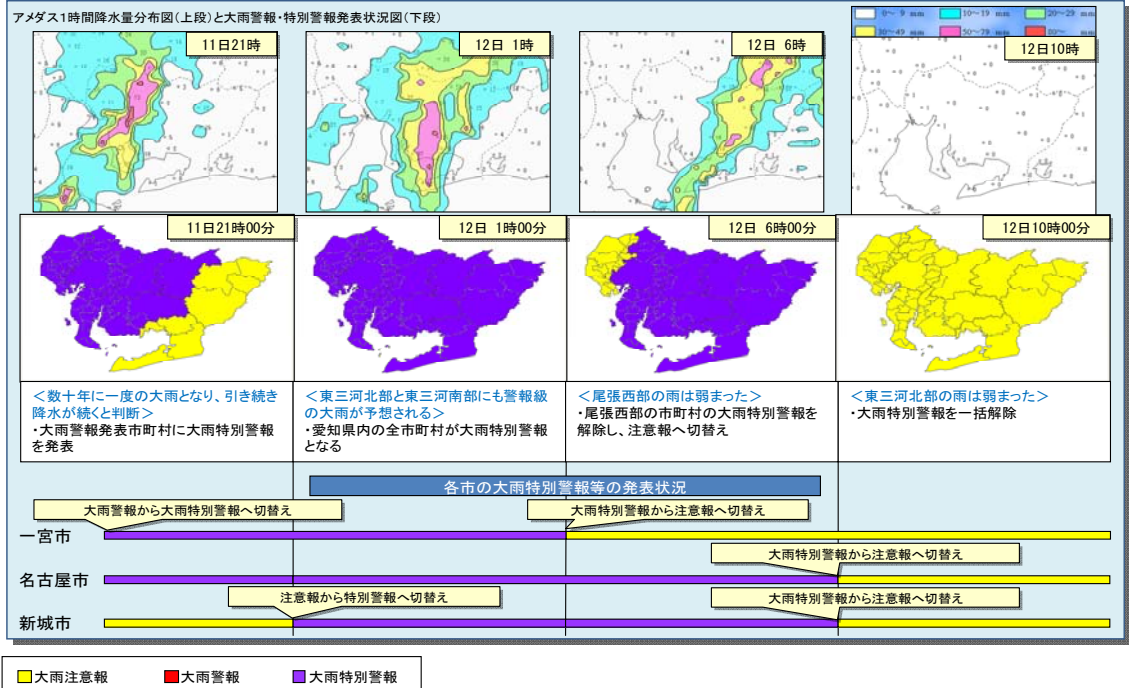 アメダス1時間降水量分布図(上段)と大雨警報・特別警報発表状況図(下段)
0～ 9 mm
10～19 mm
20～29 mm
30～49 mm
50～79 mm
80～ mm
11日21時
12日 1時
12日 6時
12日10時
11日21時00分
12日 1時00分
12日 6時00分
12日10時00分
＜数十年に一度の大雨となり、引き続き
降水が続くと判断＞
・大雨警報発表市町村に大雨特別警報
を発表
＜東三河北部と東三河南部にも警報級
の大雨が予想される＞
・愛知県内の全市町村が大雨特別警報
となる
＜尾張西部の雨は弱まった＞
・尾張西部の市町村の大雨特別警報を
解除し、注意報へ切替え
＜東三河北部の雨は弱まった＞
・大雨特別警報を一括解除
各市の大雨特別警報等の発表状況
大雨警報から大雨特別警報へ切替え
大雨特別警報から注意報へ切替え
一宮市
大雨特別警報から注意報へ切替え
名古屋市
注意報から特別警報へ切替え
大雨特別警報から注意報へ切替え
新城市
大雨注意報
大雨警報
大雨特別警報